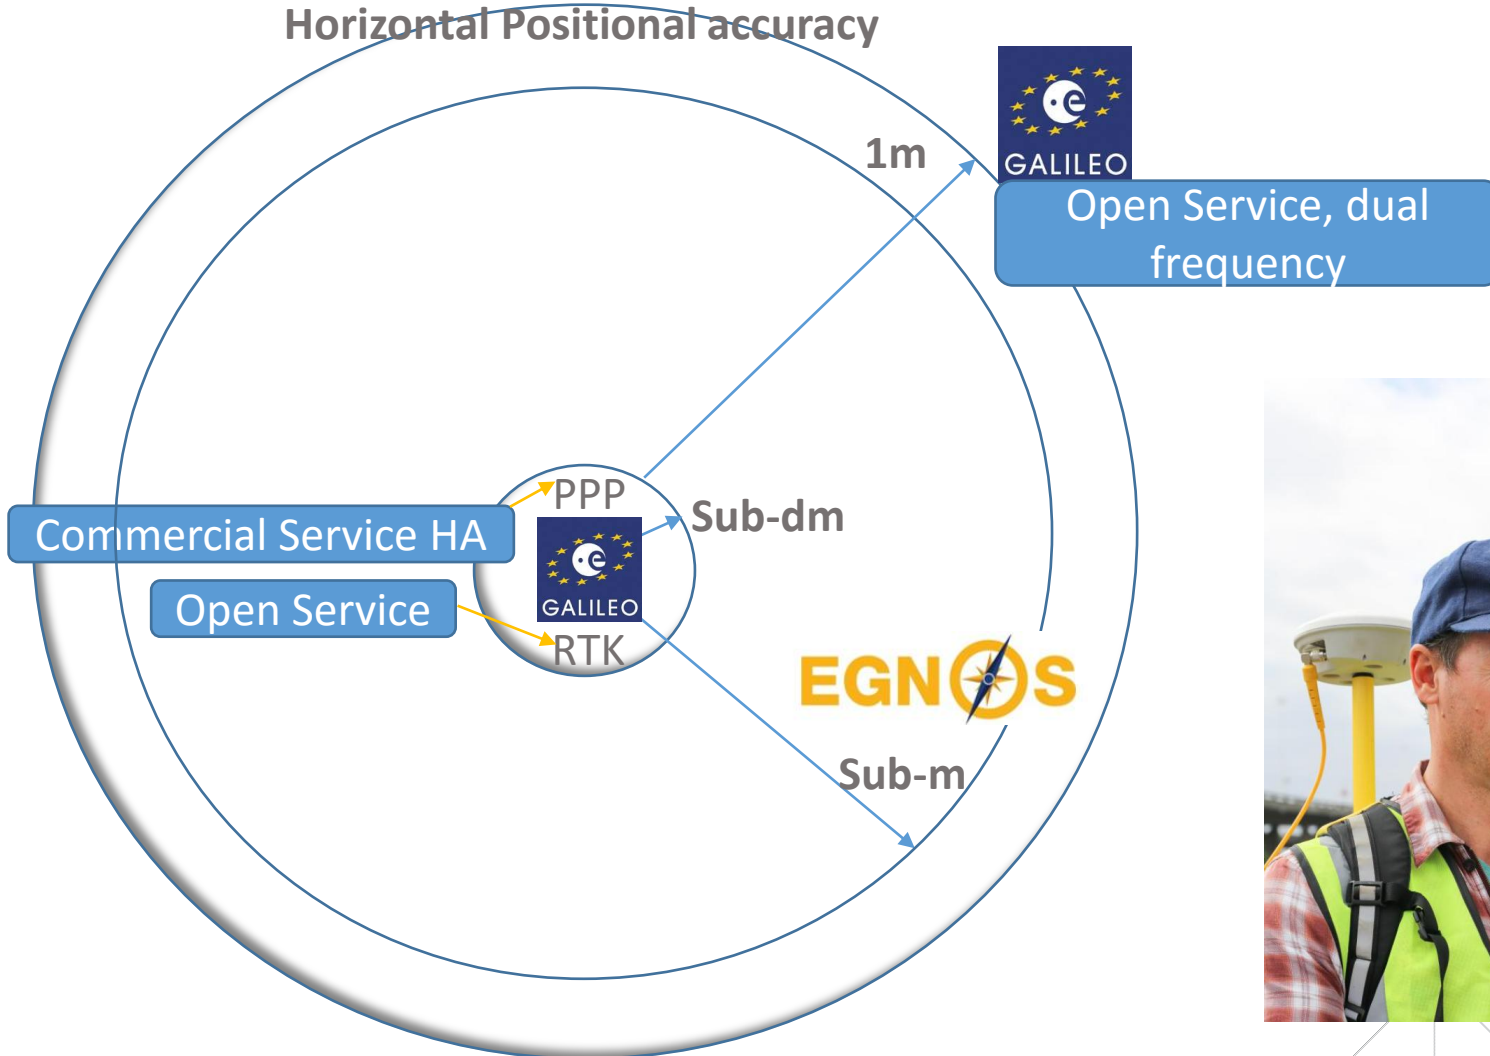 Horizontal Positional accuracy
1m
GALILEO
Open Service, dual
frequency
PPP
Commercial Service HA
Sub-dm
GALILEO
Open Service
RTK
EGNOS
Sub-m